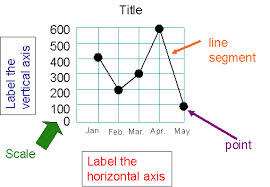 Title
600
500
400
300
200
100
0
Label the
vertical axis
line
segment
Jan. Feb. Mar. Apr. May
Scale
point
Label the
horizontal axis